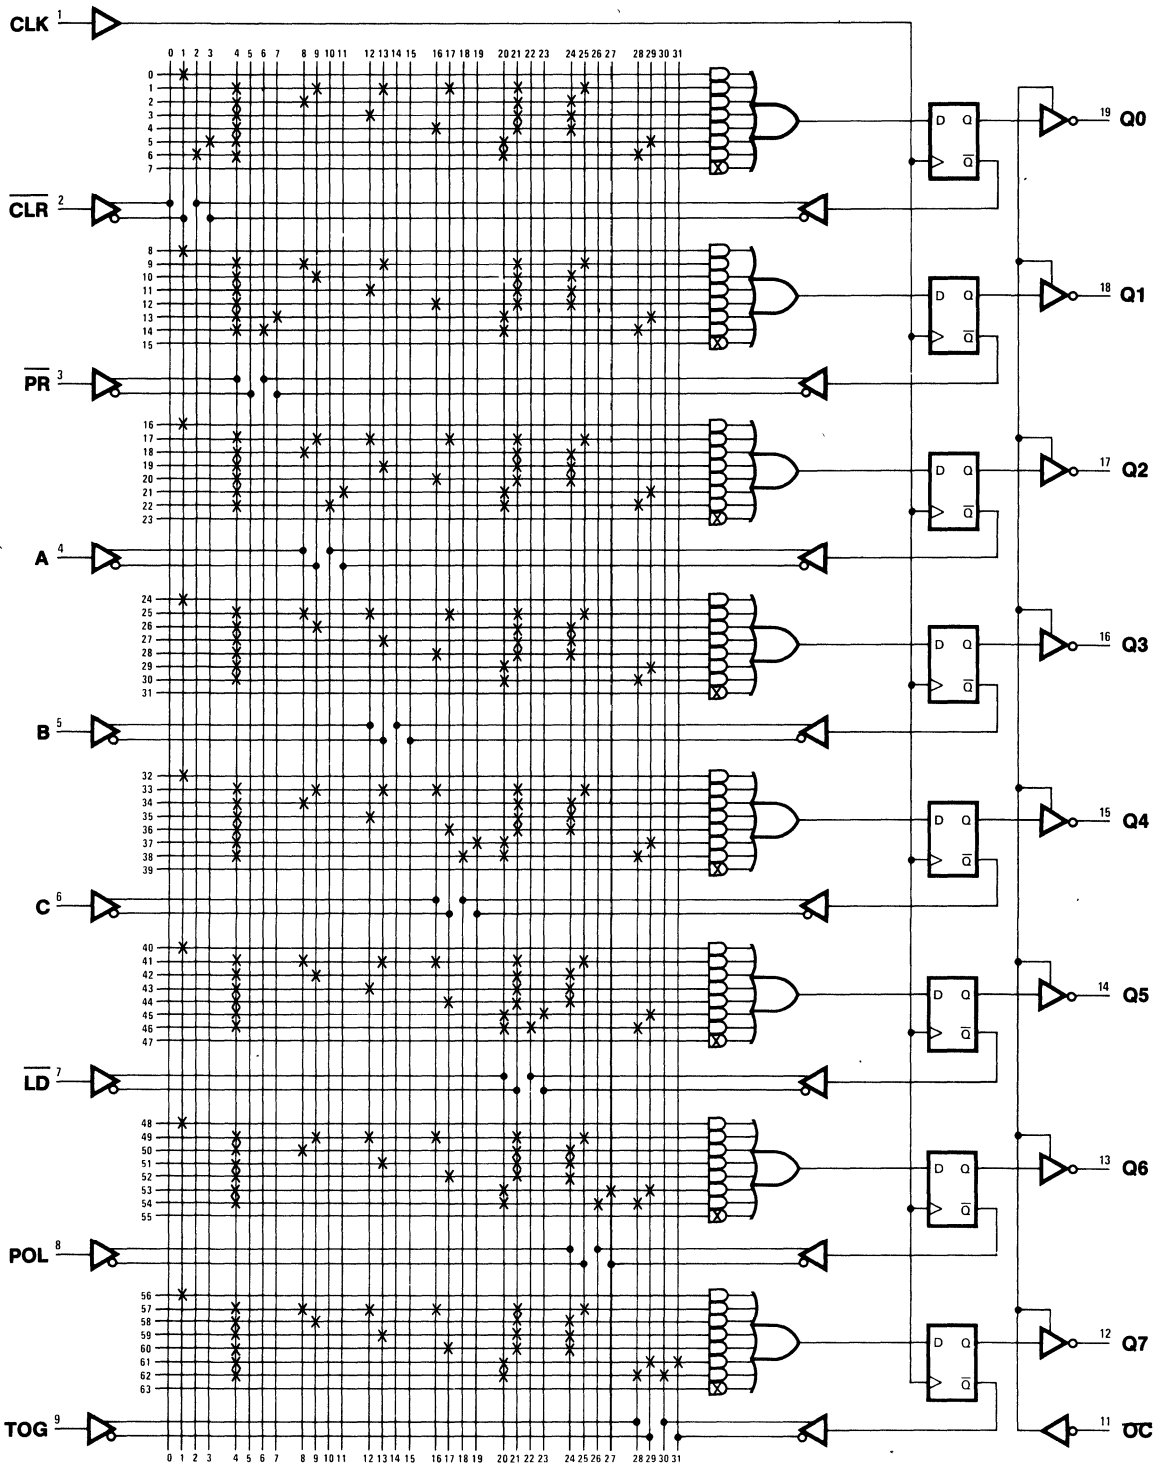 CLK 1
0 1 2 3 4 5 6 7 8 9 10 11 12 13 14 15 16 17 18 19 20 21 22 23 24 25 26 27 28 29 30 31
0
1
2
3
4
5
6
7
D Q
Q̅
19 Q0
C̅L̅R̅ 2
8
9
10
11
12
13
14
15
D Q
Q̅
18 Q1
P̅R̅ 3
16
17
18
19
20
21
22
23
D Q
Q̅
17 Q2
A 4
24
25
26
27
28
29
30
31
D Q
Q̅
16 Q3
B 5
32
33
34
35
36
37
38
39
D Q
Q̅
15 Q4
C 6
40
41
42
43
44
45
46
47
D Q
Q̅
14 Q5
L̅D̅ 7
48
49
50
51
52
53
54
55
D Q
Q̅
13 Q6
POL 8
56
57
58
59
60
61
62
63
D Q
Q̅
12 Q7
TOG 9
11 O̅C̅
0 1 2 3 4 5 6 7 8 9 10 11 12 13 14 15 16 17 18 19 20 21 22 23 24 25 26 27 28 29 30 31